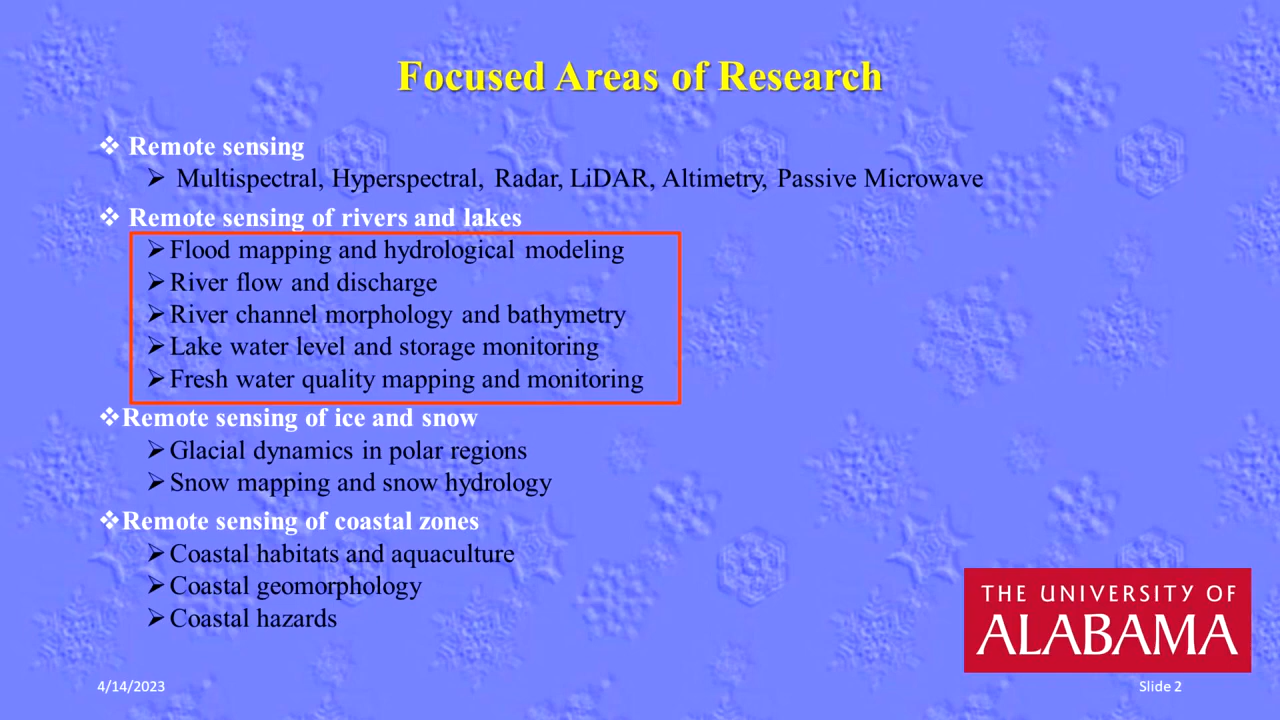 Focused Areas of Research
❖ Remote sensing
➢ Multispectral, Hyperspectral, Radar, LiDAR, Altimetry, Passive Microwave
❖ Remote sensing of rivers and lakes
➢ Flood mapping and hydrological modeling
➢ River flow and discharge
➢ River channel morphology and bathymetry
➢ Lake water level and storage monitoring
➢ Fresh water quality mapping and monitoring
❖ Remote sensing of ice and snow
➢ Glacial dynamics in polar regions
➢ Snow mapping and snow hydrology
❖ Remote sensing of coastal zones
➢ Coastal habitats and aquaculture
➢ Coastal geomorphology
➢ Coastal hazards
THE UNIVERSITY OF
ALABAMA
4/14/2023
Slide 2